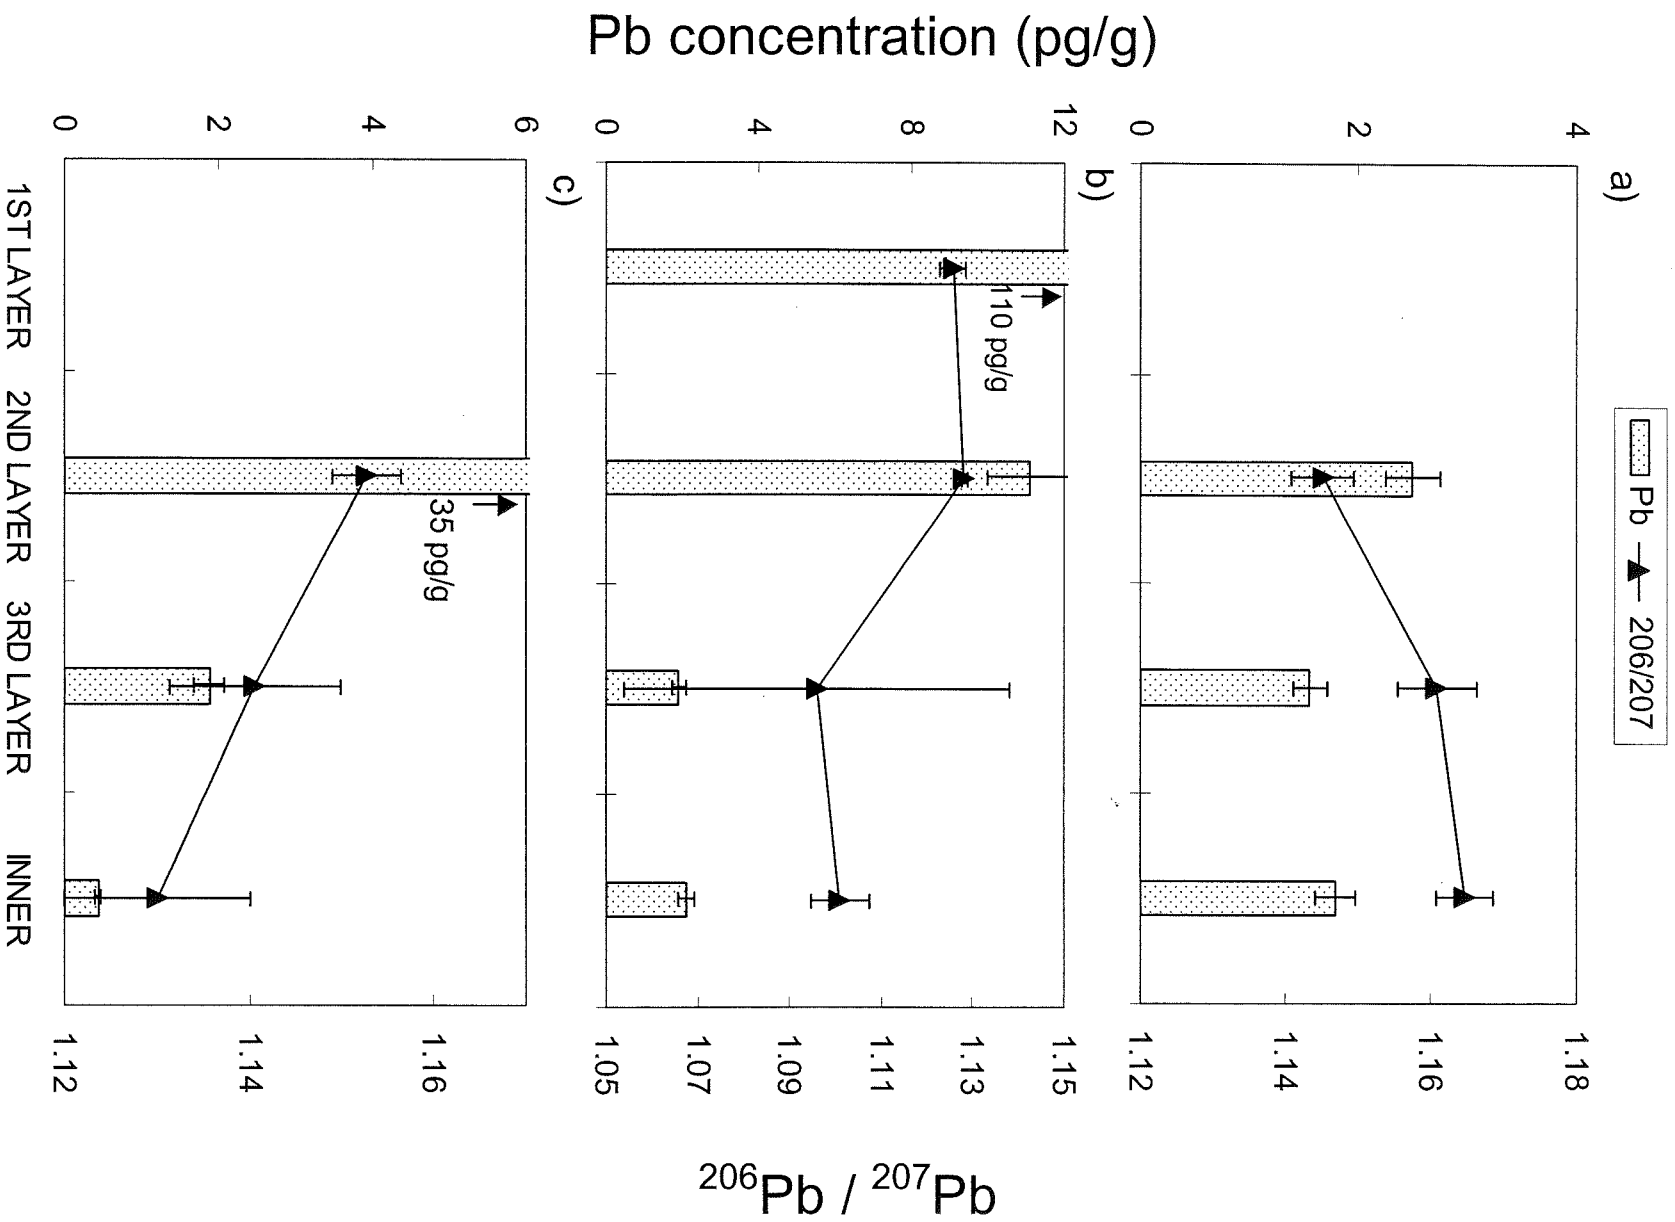 Pb concentration (pg/g)
Pb 206/207
a)
4
2
0
1.18
1.16
1.14
1.12
b)
12
8
4
0
110 pg/g
1.15
1.13
1.11
1.09
1.07
1.05
c)
6
4
2
0
35 pg/g
1.16
1.14
1.12
1ST LAYER 2ND LAYER 3RD LAYER INNER
206Pb / 207Pb